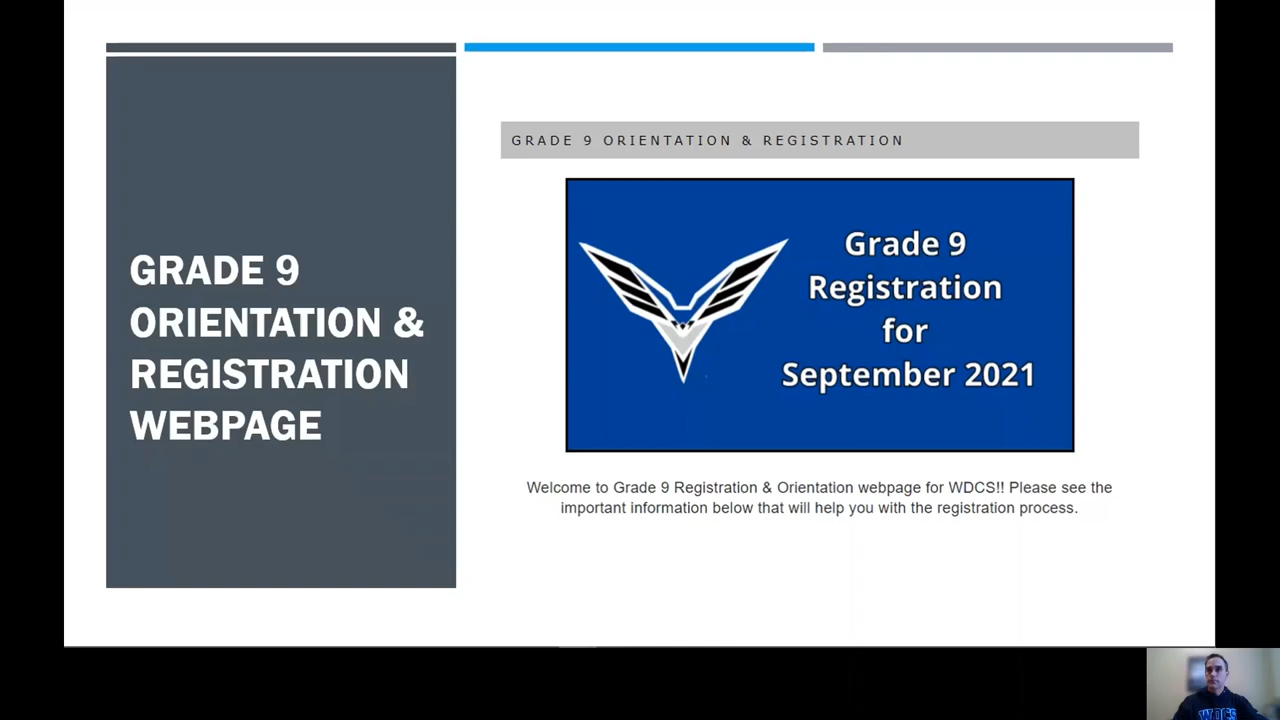 GRADE 9
ORIENTATION &
REGISTRATION
WEBPAGE
GRADE 9 ORIENTATION & REGISTRATION
Grade 9
Registration
for
September 2021
Welcome to Grade 9 Registration & Orientation webpage for WDCS!! Please see the
important information below that will help you with the registration process.
WDCS